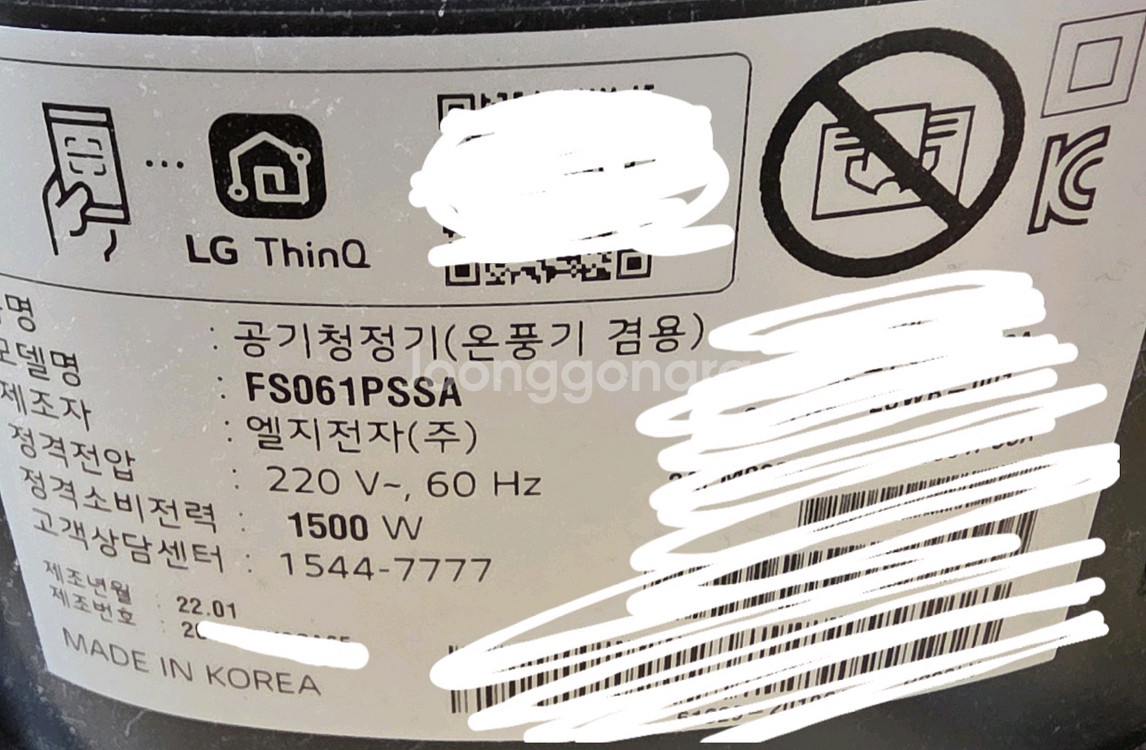 LG ThinQ
명 : 공기청정기(온풍기 겸용)
모델명 : FS061PSSA
제조자 : 엘지전자(주)
정격전압 : 220 V~, 60 Hz
정격소비전력 : 1500 W
고객상담센터 : 1544-7777
제조년월 : 22.01
제조번호 : 20
MADE IN KOREA